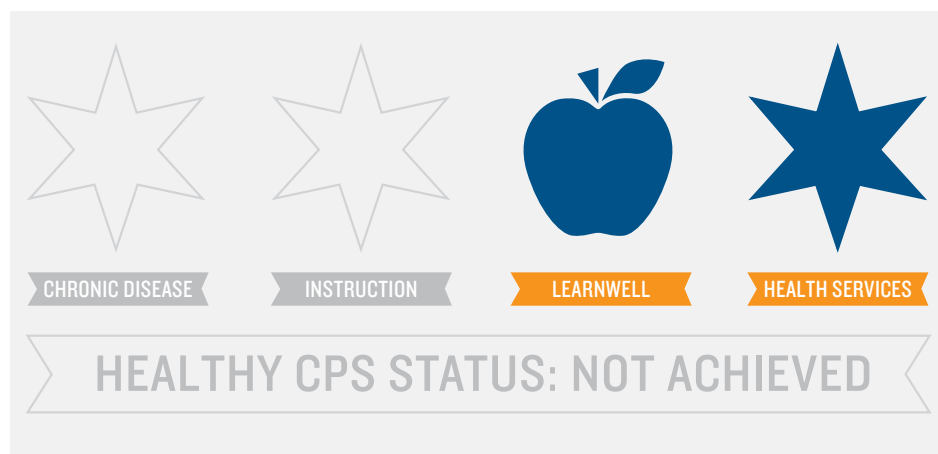 CHRONIC DISEASE
INSTRUCTION
LEARNWELL
HEALTH SERVICES
HEALTHY CPS STATUS: NOT ACHIEVED